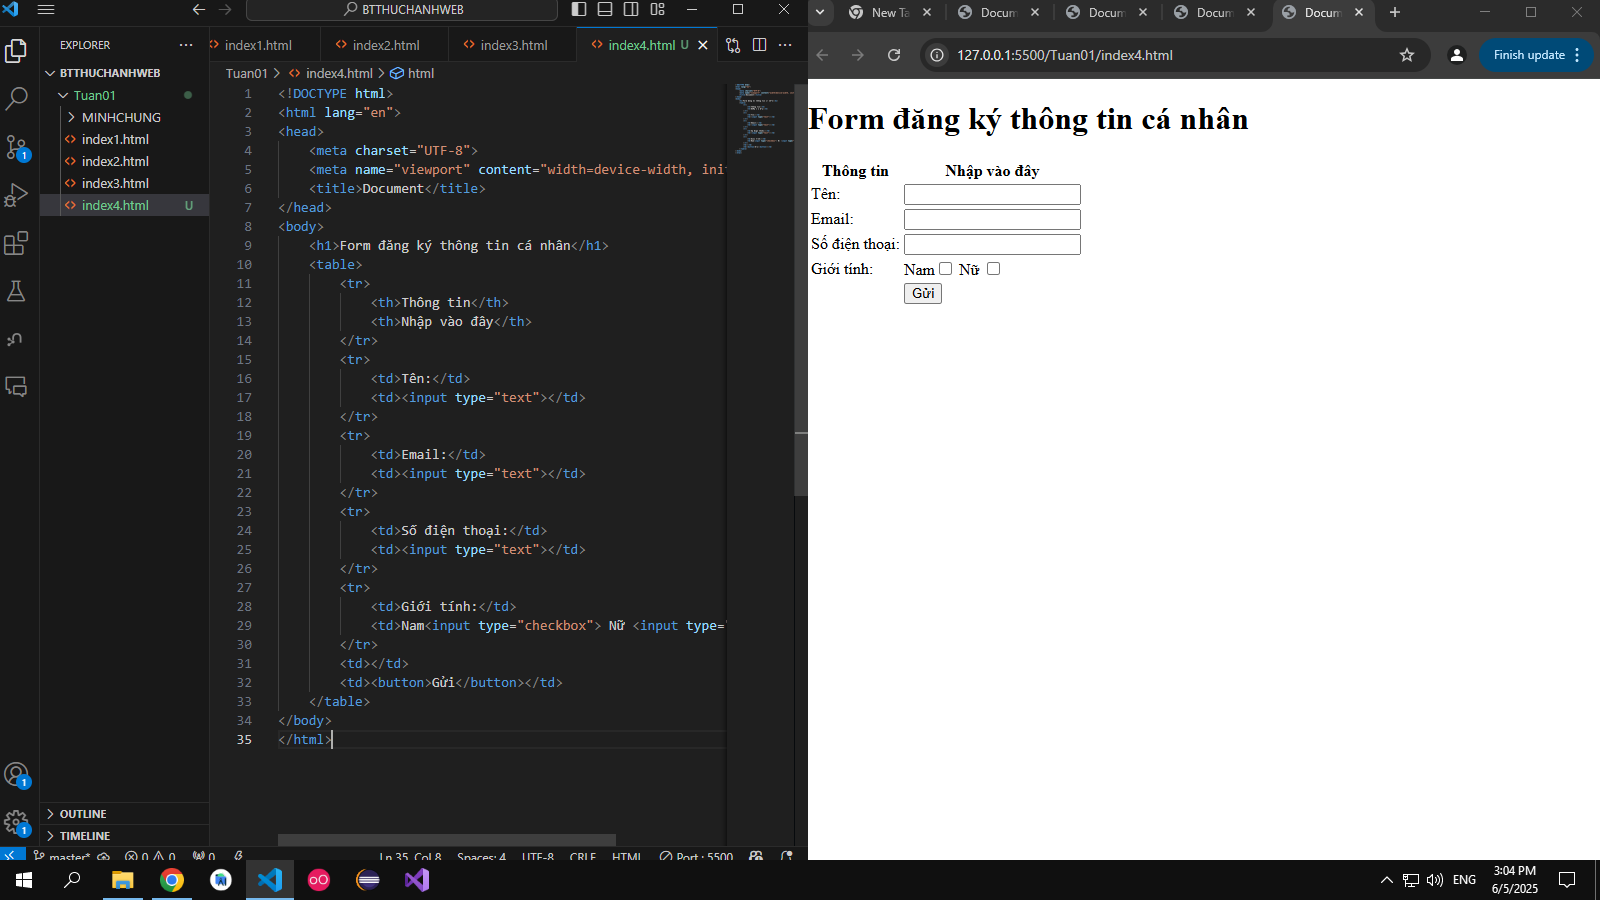 BTTHUCHANHWEB
EXPLORER
BTTHUCHANHWEB
Tuan01
MINHCHUNG
index1.html
index2.html
index3.html
index4.html U
OUTLINE
TIMELINE
1
1
1
index1.html
index2.html
index3.html
index4.html U
Tuan01 > index4.html > html
1 <!DOCTYPE html>
2 <html lang="en">
3 <head>
4 <meta charset="UTF-8">
5 <meta name="viewport" content="width=device-width, ini
6 <title>Document</title>
7 </head>
8 <body>
9 <h1>Form đăng ký thông tin cá nhân</h1>
10 <table>
11 <tr>
12 <th>Thông tin</th>
13 <th>Nhập vào đây</th>
14 </tr>
15 <tr>
16 <td>Tên:</td>
17 <td><input type="text"></td>
18 </tr>
19 <tr>
20 <td>Email:</td>
21 <td><input type="text"></td>
22 </tr>
23 <tr>
24 <td>Số điện thoại:</td>
25 <td><input type="text"></td>
26 </tr>
27 <tr>
28 <td>Giới tính:</td>
29 <td>Nam<input type="checkbox"> Nữ <input type=
30 </tr>
31 <td></td>
32 <td><button>Gửi</button></td>
33 </table>
34 </body>
35 </html>
master* 0 0 0 Ln 35, Col 8 Spaces: 4 UTF-8 CRLF HTML Port : 5500
New Ta
Docum
Docum
Docum
Docum
127.0.0.1:5500/Tuan01/index4.html
Finish update
Form đăng ký thông tin cá nhân
Thông tin Nhập vào đây
Tên:
Email:
Số điện thoại:
Giới tính: Nam Nữ
Gửi
ENG
3:04 PM
6/5/2025